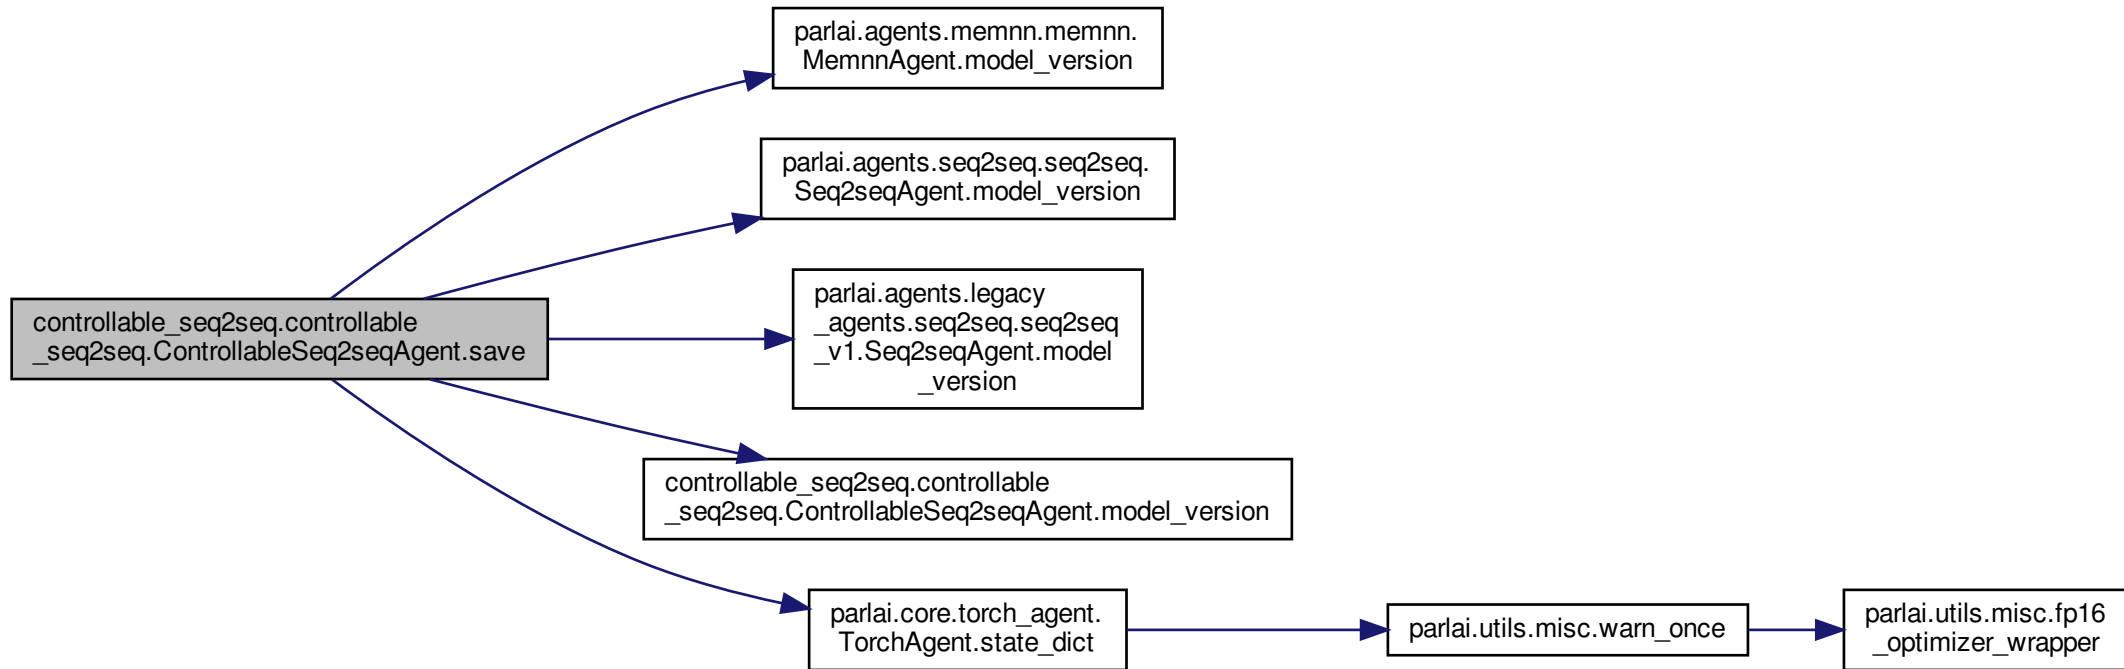 parlai.agents.memnn.memnn.
MemnnAgent.model_version
parlai.agents.seq2seq.seq2seq.
Seq2seqAgent.model_version
controllable_seq2seq.controllable
_seq2seq.ControllableSeq2seqAgent.save
parlai.agents.legacy
_agents.seq2seq.seq2seq
_v1.Seq2seqAgent.model
_version
controllable_seq2seq.controllable
_seq2seq.ControllableSeq2seqAgent.model_version
parlai.core.torch_agent.
TorchAgent.state_dict
parlai.utils.misc.warn_once
parlai.utils.misc.fp16
_optimizer_wrapper